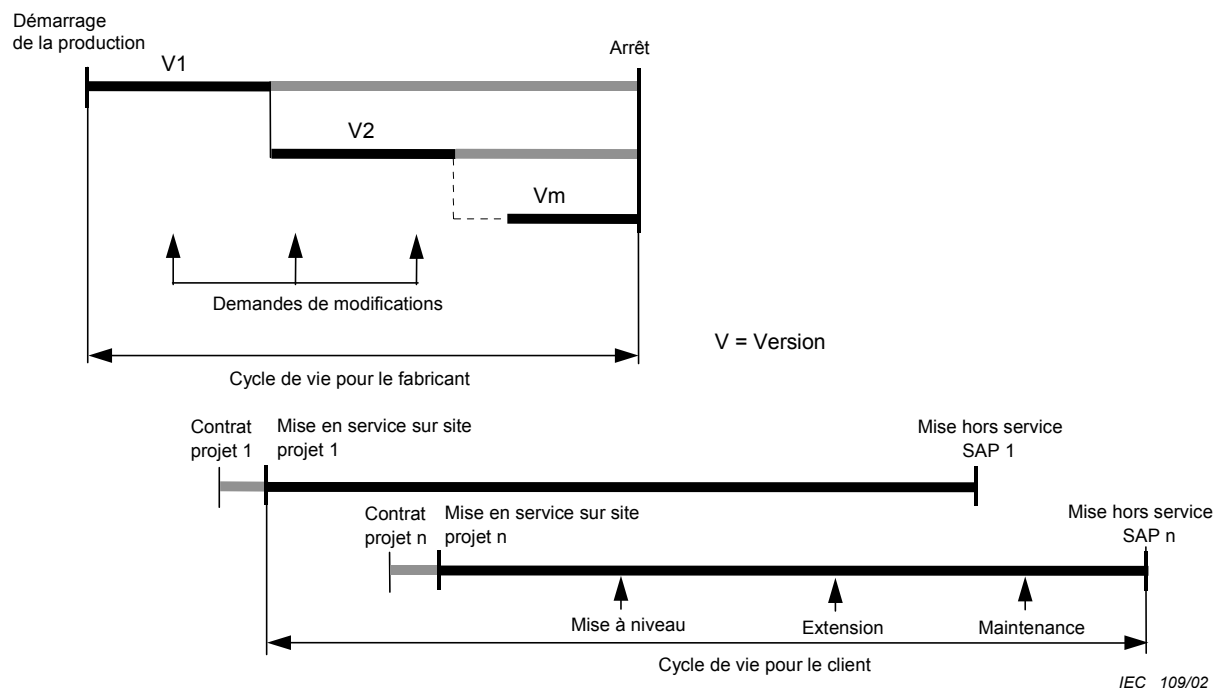 Démarrage
de la production
Arrêt
V1
V2
Vm
Demandes de modifications
V = Version
Cycle de vie pour le fabricant
Contrat
projet 1
Mise en service sur site
projet 1
Mise hors service
SAP 1
Contrat
projet n
Mise en service sur site
projet n
Mise hors service
SAP n
Mise à niveau
Extension
Maintenance
Cycle de vie pour le client
IEC 109/02